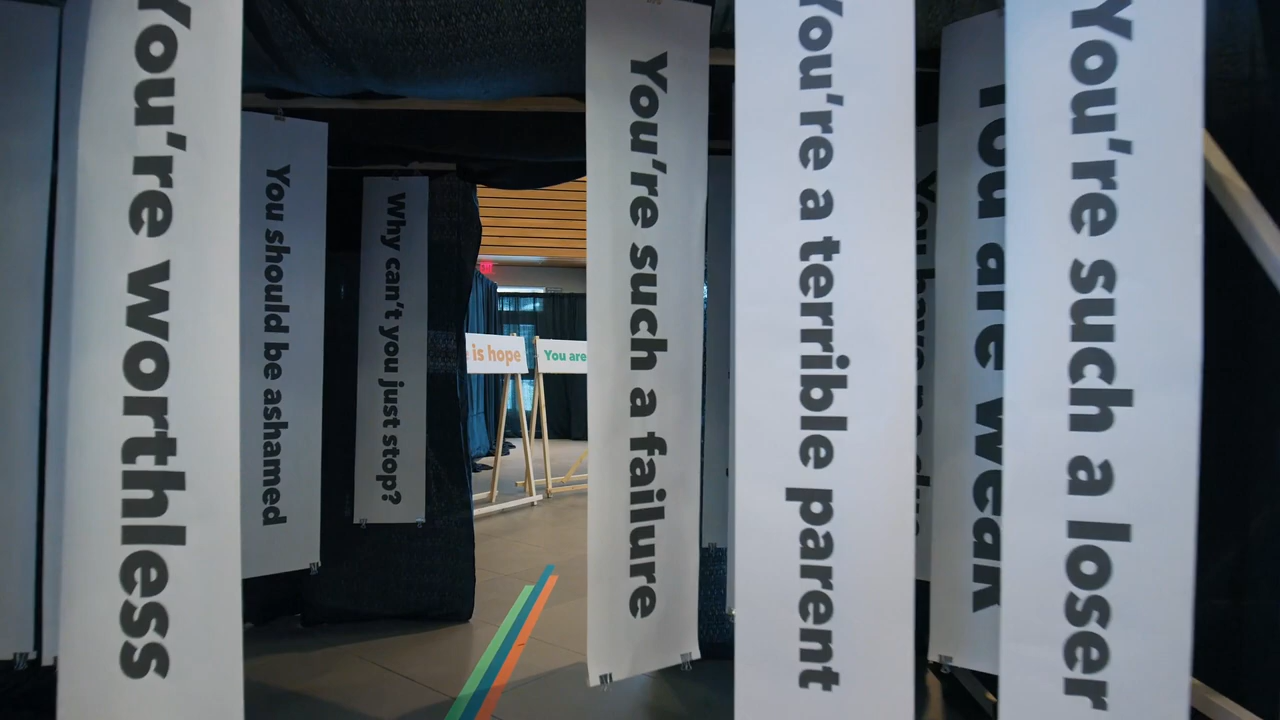 You're worthless
You should be ashamed
Why can't you just stop?
is hope
You are
You're such a failure
You're a terrible parent
You are weak
You're such a loser